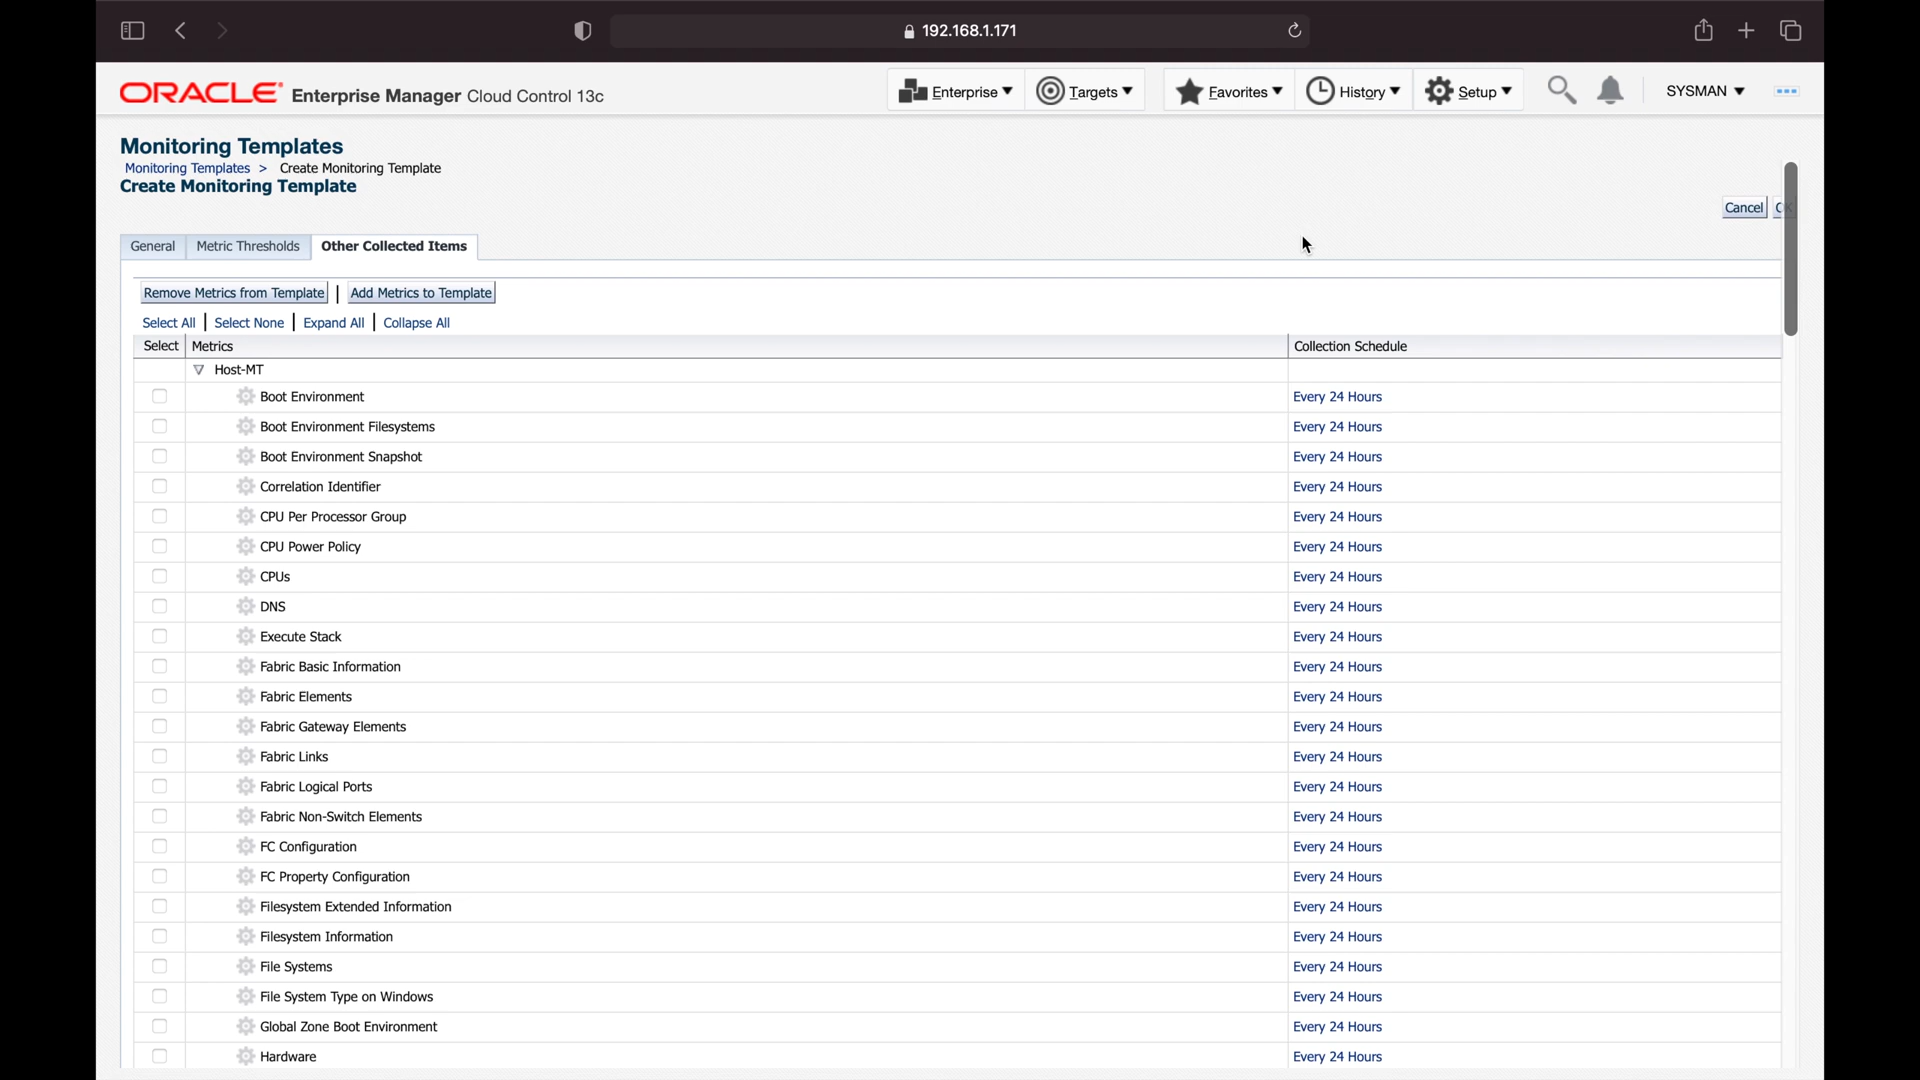 192.168.1.171
ORACLE Enterprise Manager Cloud Control 13c
Enterprise Targets Favorites History Setup SYSMAN
Monitoring Templates
Monitoring Templates > Create Monitoring Template
Create Monitoring Template
Cancel
General Metric Thresholds Other Collected Items
Remove Metrics from Template | Add Metrics to Template
Select All | Select None | Expand All | Collapse All
Select Metrics Collection Schedule
Host-MT
Boot Environment Every 24 Hours
Boot Environment Filesystems Every 24 Hours
Boot Environment Snapshot Every 24 Hours
Correlation Identifier Every 24 Hours
CPU Per Processor Group Every 24 Hours
CPU Power Policy Every 24 Hours
CPUs Every 24 Hours
DNS Every 24 Hours
Execute Stack Every 24 Hours
Fabric Basic Information Every 24 Hours
Fabric Elements Every 24 Hours
Fabric Gateway Elements Every 24 Hours
Fabric Links Every 24 Hours
Fabric Logical Ports Every 24 Hours
Fabric Non-Switch Elements Every 24 Hours
FC Configuration Every 24 Hours
FC Property Configuration Every 24 Hours
Filesystem Extended Information Every 24 Hours
Filesystem Information Every 24 Hours
File Systems Every 24 Hours
File System Type on Windows Every 24 Hours
Global Zone Boot Environment Every 24 Hours
Hardware Every 24 Hours